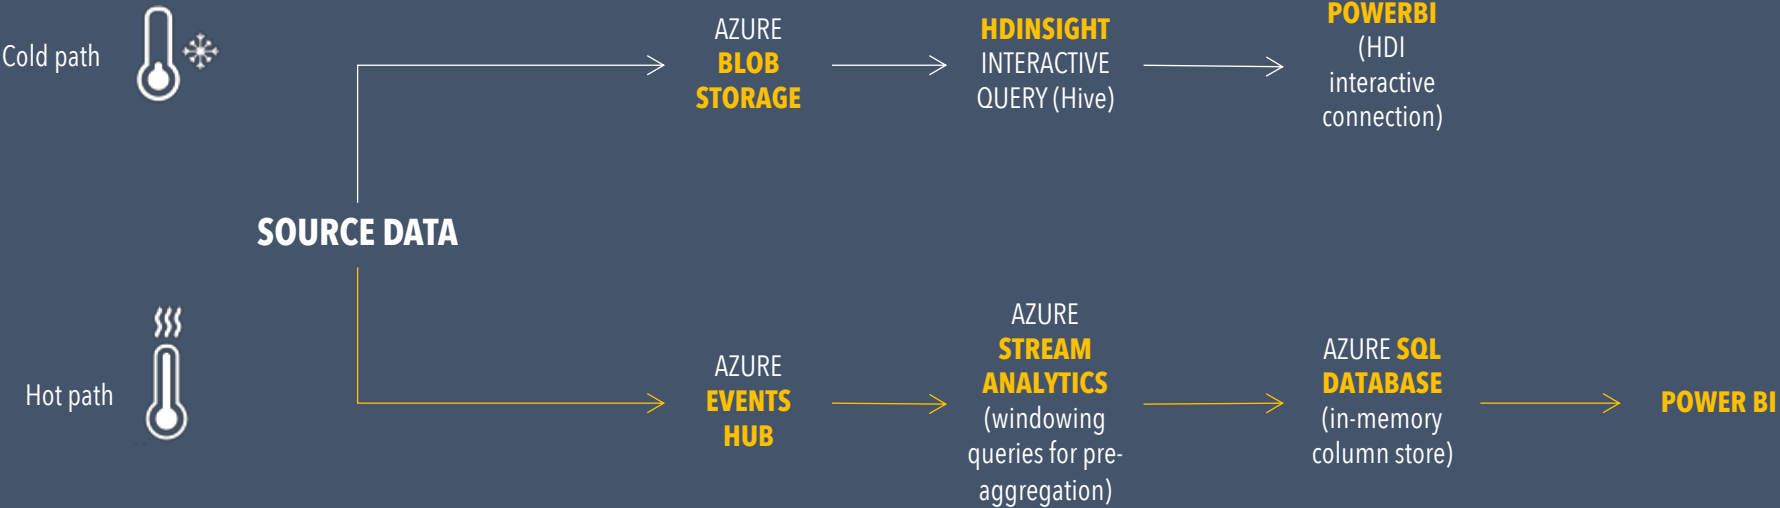 Cold path
AZURE
BLOB
STORAGE
HDINSIGHT
INTERACTIVE
QUERY (Hive)
POWERBI
(HDI
interactive
connection)
SOURCE DATA
Hot path
AZURE
EVENTS
HUB
AZURE
STREAM
ANALYTICS
(windowing
queries for pre-
aggregation)
AZURE SQL
DATABASE
(in-memory
column store)
POWER BI